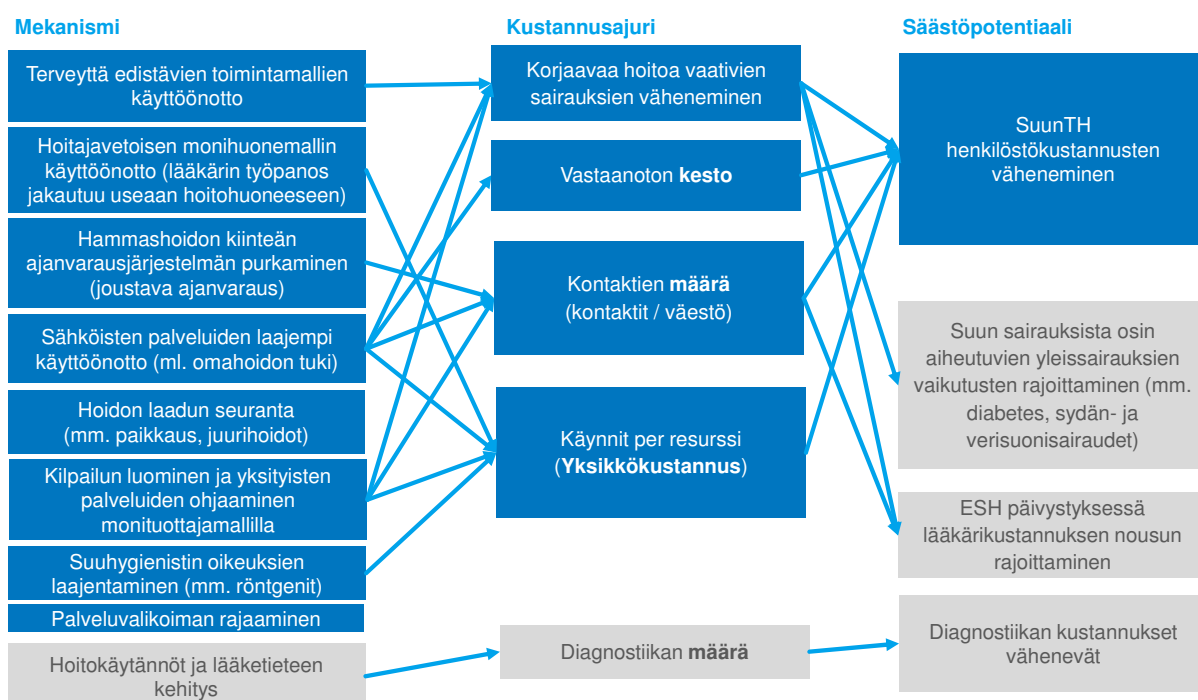 Mekanismi
Terveyttä edistävien toimintamallien
käyttöönotto
Hoitajavetoisen monihuonemallin
käyttöönotto (lääkärin työpanos
jakautuu useaan hoitohuoneeseen)
Hammashoidon kiinteän
ajanvarausjärjestelmän purkaminen
(joustava ajanvaraus)
Sähköisten palveluiden laajempi
käyttöönotto (ml. omahoidon tuki)
Hoidon laadun seuranta
(mm. paikkaus, juurihoidot)
Kilpailun luominen ja yksityisten
palveluiden ohjaaminen
monituottajamallilla
Suuhygienistin oikeuksien
laajentaminen (mm. röntgenit)
Palveluvalikoiman rajaaminen
Hoitokäytännöt ja lääketieteen
kehitys
Kustannusajuri
Korjaavaa hoitoa vaativien
sairauksien väheneminen
Vastaanoton kesto
Kontaktien määrä
(kontaktit / väestö)
Käynnit per resurssi
(Yksikkökustannus)
Diagnostiikan määrä
Säästöpotentiaali
SuunTH
henkilöstökustannusten
väheneminen
Suun sairauksista osin
aiheutuvien yleissairauksien
vaikutusten rajoittaminen (mm.
diabetes, sydän- ja
verisuonisairaudet)
ESH päivystyksessä
lääkärikustannuksen nousun
rajoittaminen
Diagnostiikan kustannukset
vähenevät